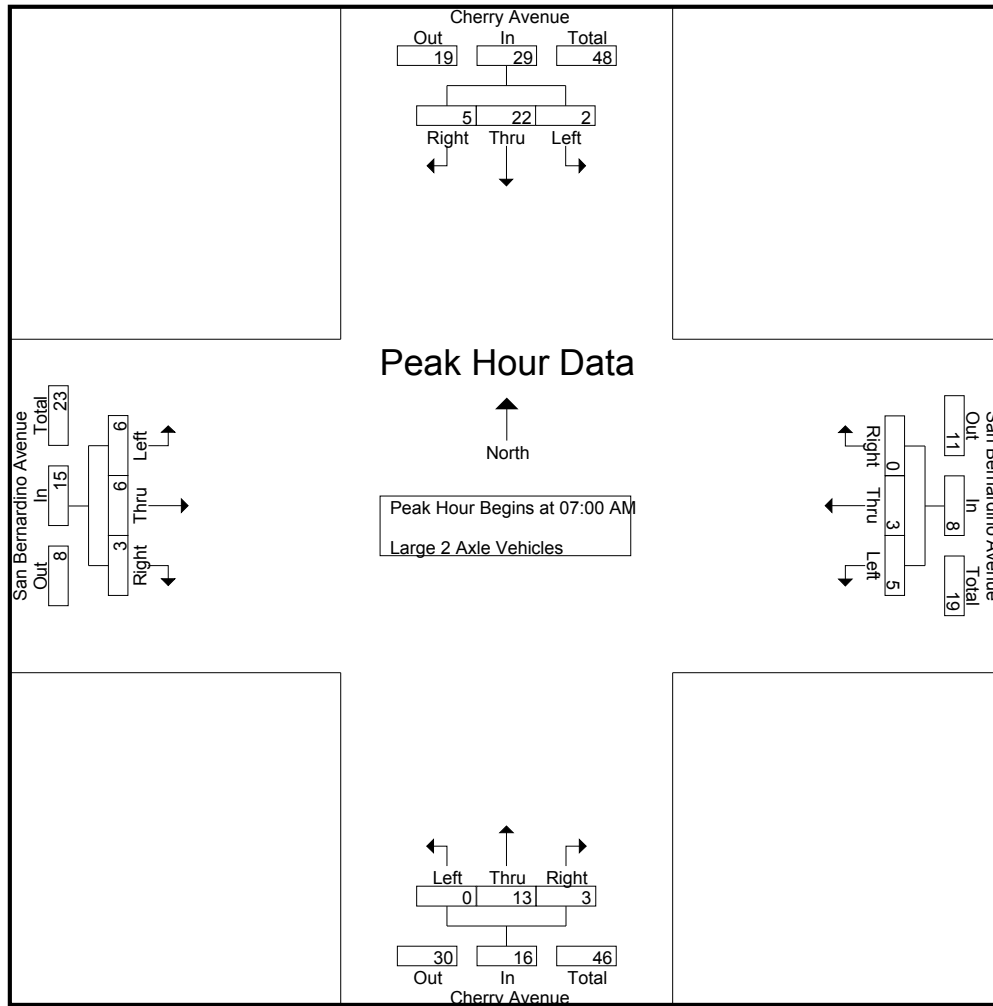 Cherry Avenue
Out In Total
19 29 48
5 22 2
Right Thru Left
Peak Hour Data
North
Peak Hour Begins at 07:00 AM
Large 2 Axle Vehicles
San Bernardino Avenue
Out In Total
8 15 23
Left Thru Right
6 6 3
San Bernardino Avenue
Out In Total
11 8 19
Right Thru Left
0 3 5
Left Thru Right
0 13 3
30 16 46
Out In Total
Cherry Avenue